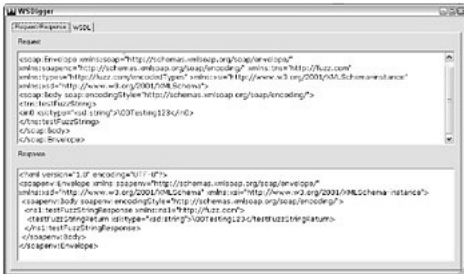 WSDigger
Request/Response WSDL
Request
<soap:Envelope xmlns:soap="http://schemas.xmlsoap.org/soap/envelope/"
xmlns:soapenc="http://schemas.xmlsoap.org/soap/encoding/" xmlns:tns="http://fuzz.com/"
xmlns:types="http://fuzz.com/encodedTypes" xmlns:xsi="http://www.w3.org/2001/XMLSchema-instance"
xmlns:xsd="http://www.w3.org/2001/XMLSchema">
<soap:Body soap:encodingStyle="http://schemas.xmlsoap.org/soap/encoding/">
<tns:testFuzzString>
<in0 xsi:type="xsd:string">\00Testing123</in0>
</tns:testFuzzString>
</soap:Body>
</soap:Envelope>
Response
<?xml version="1.0" encoding="UTF-8"?>
<soapenv:Envelope xmlns:soapenv="http://schemas.xmlsoap.org/soap/envelope/"
xmlns:xsd="http://www.w3.org/2001/XMLSchema" xmlns:xsi="http://www.w3.org/2001/XMLSchema-instance">
<soapenv:Body soapenv:encodingStyle="http://schemas.xmlsoap.org/soap/encoding/">
<ns1:testFuzzStringResponse xmlns:ns1="http://fuzz.com">
<testFuzzStringReturn xsi:type="xsd:string">\00Testing123</testFuzzStringReturn>
</ns1:testFuzzStringResponse>
</soapenv:Body>
</soapenv:Envelope>